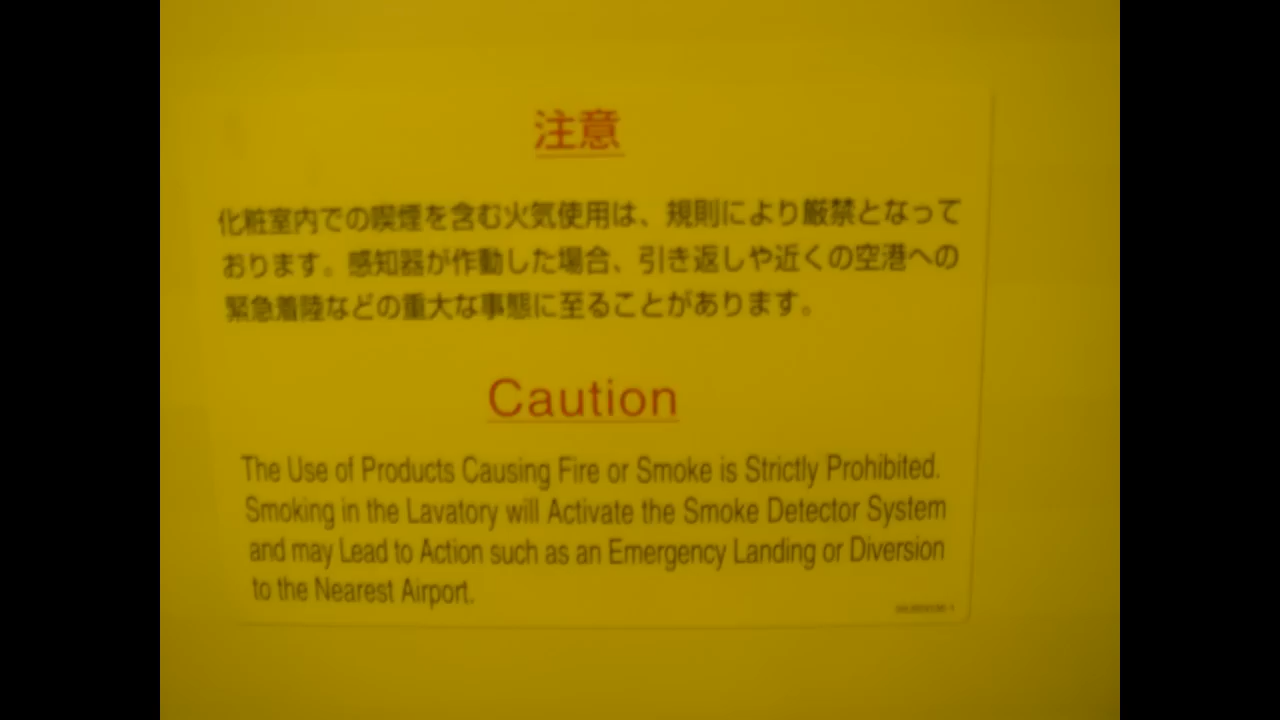 注意
化粧室内での喫煙を含む火気使用は、規則により厳禁となって
おります。感知器が作動した場合、引き返しや近くの空港への
緊急着陸などの重大な事態に至ることがあります。
Caution
The Use of Products Causing Fire or Smoke is Strictly Prohibited.
Smoking in the Lavatory will Activate the Smoke Detector System
and may Lead to Action such as an Emergency Landing or Diversion
to the Nearest Airport.